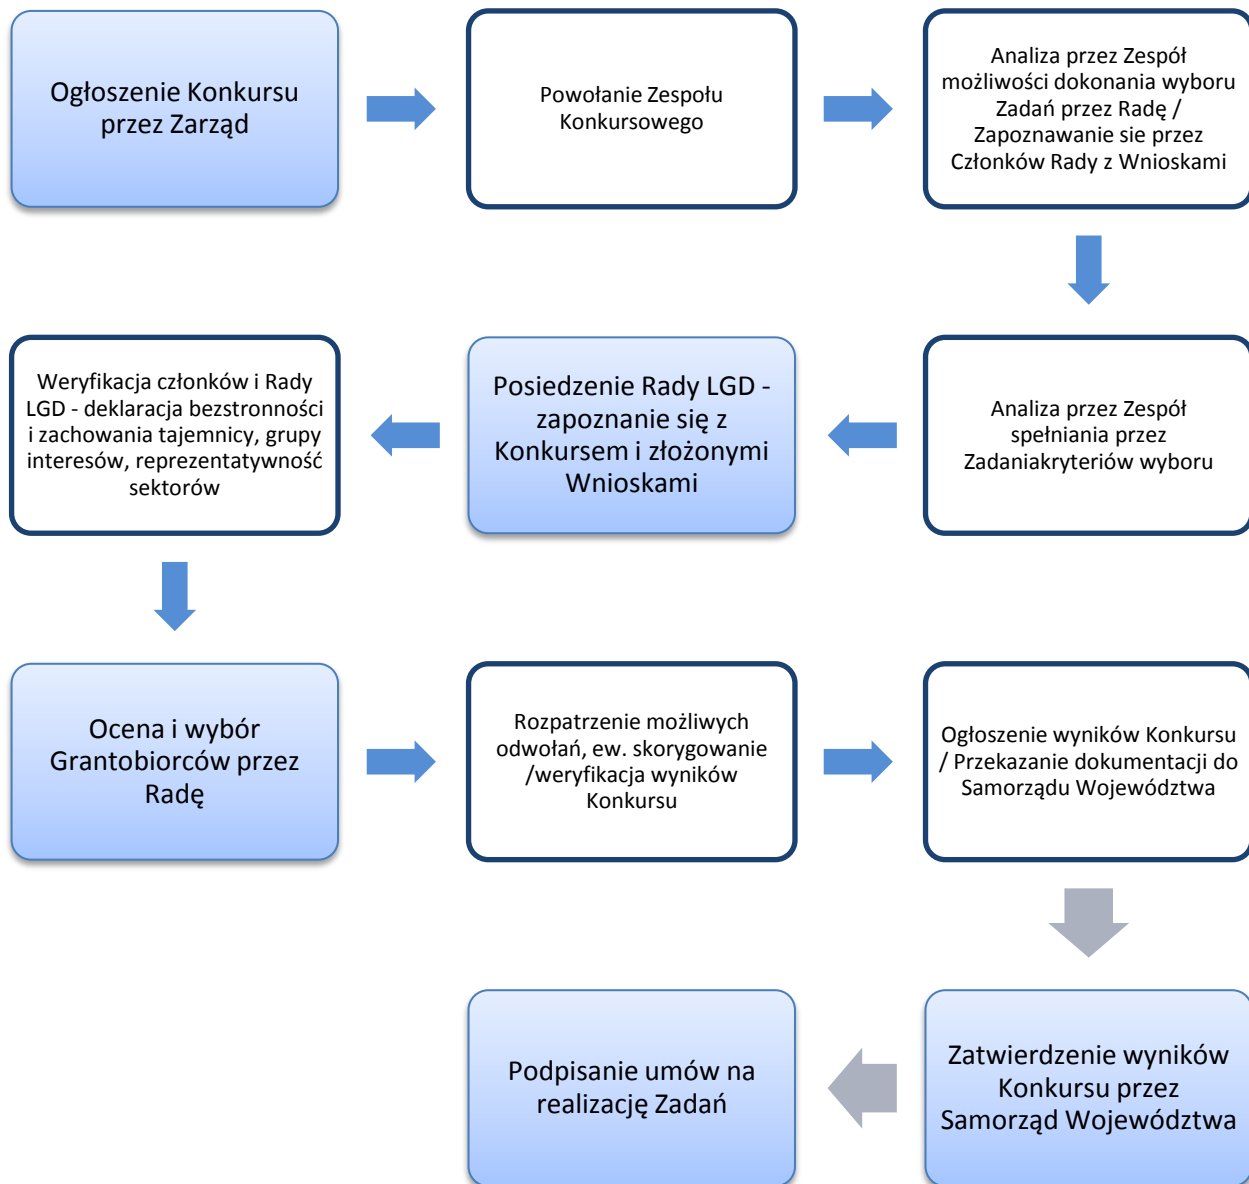 Ogłoszenie Konkursu
przez Zarząd
Powołanie Zespołu
Konkursowego
Analiza przez Zespół
możliwości dokonania wyboru
Zadań przez Radę /
Zapoznawanie sie przez
Członków Rady z Wnioskami
Analiza przez Zespół
spełniania przez
Zadaniakryteriów wyboru
Posiedzenie Rady LGD -
zapoznanie się z
Konkursem i złożonymi
Wnioskami
Weryfikacja członków i Rady
LGD - deklaracja bezstronności
i zachowania tajemnicy, grupy
interesów, reprezentatywność
sektorów
Ocena i wybór
Grantobiorców przez
Radę
Rozpatrzenie możliwych
odwołań, ew. skorygowanie
/weryfikacja wyników
Konkursu
Ogłoszenie wyników Konkursu
/ Przekazanie dokumentacji do
Samorządu Województwa
Zatwierdzenie wyników
Konkursu przez
Samorząd Województwa
Podpisanie umów na
realizację Zadań